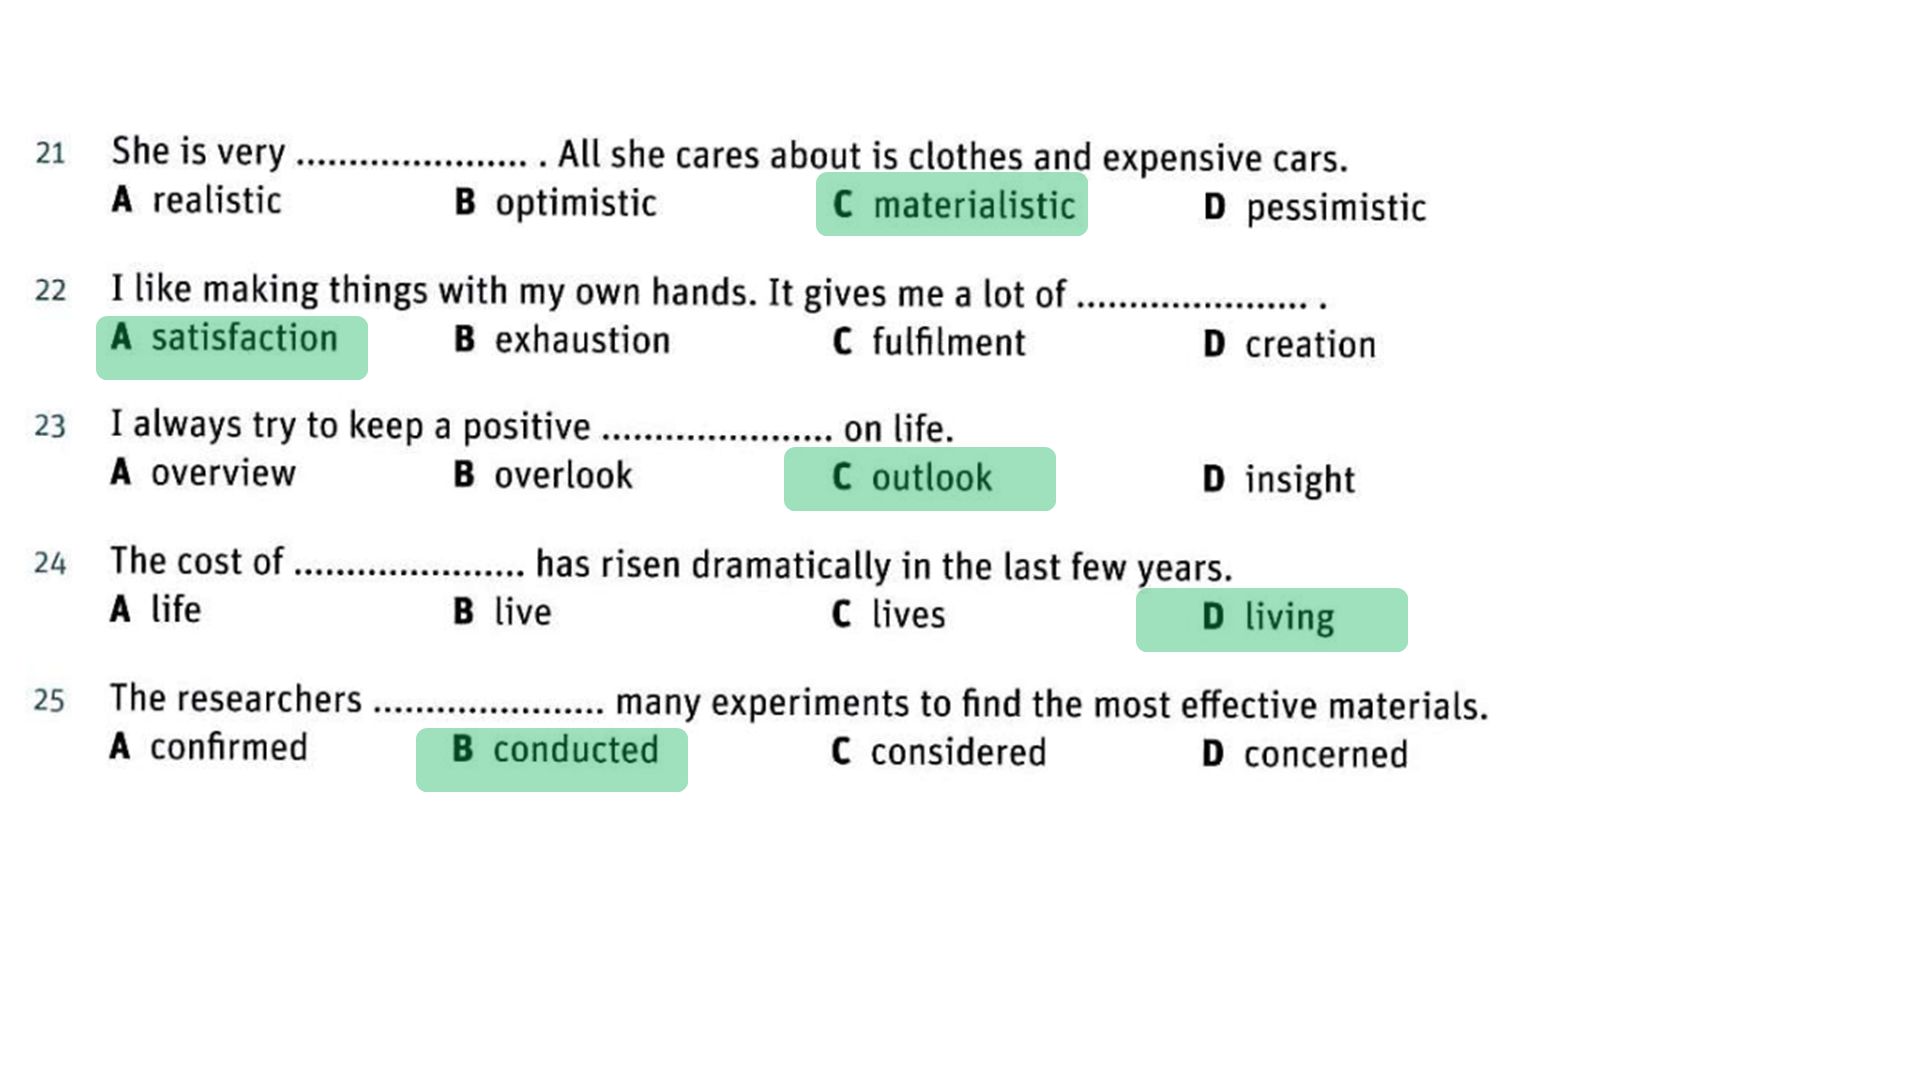 21 She is very ...................... . All she cares about is clothes and expensive cars.
A realistic B optimistic C materialistic D pessimistic
22 I like making things with my own hands. It gives me a lot of ...................... .
A satisfaction B exhaustion C fulfilment D creation
23 I always try to keep a positive ...................... on life.
A overview B overlook C outlook D insight
24 The cost of ...................... has risen dramatically in the last few years.
A life B live C lives D living
25 The researchers ...................... many experiments to find the most effective materials.
A confirmed B conducted C considered D concerned